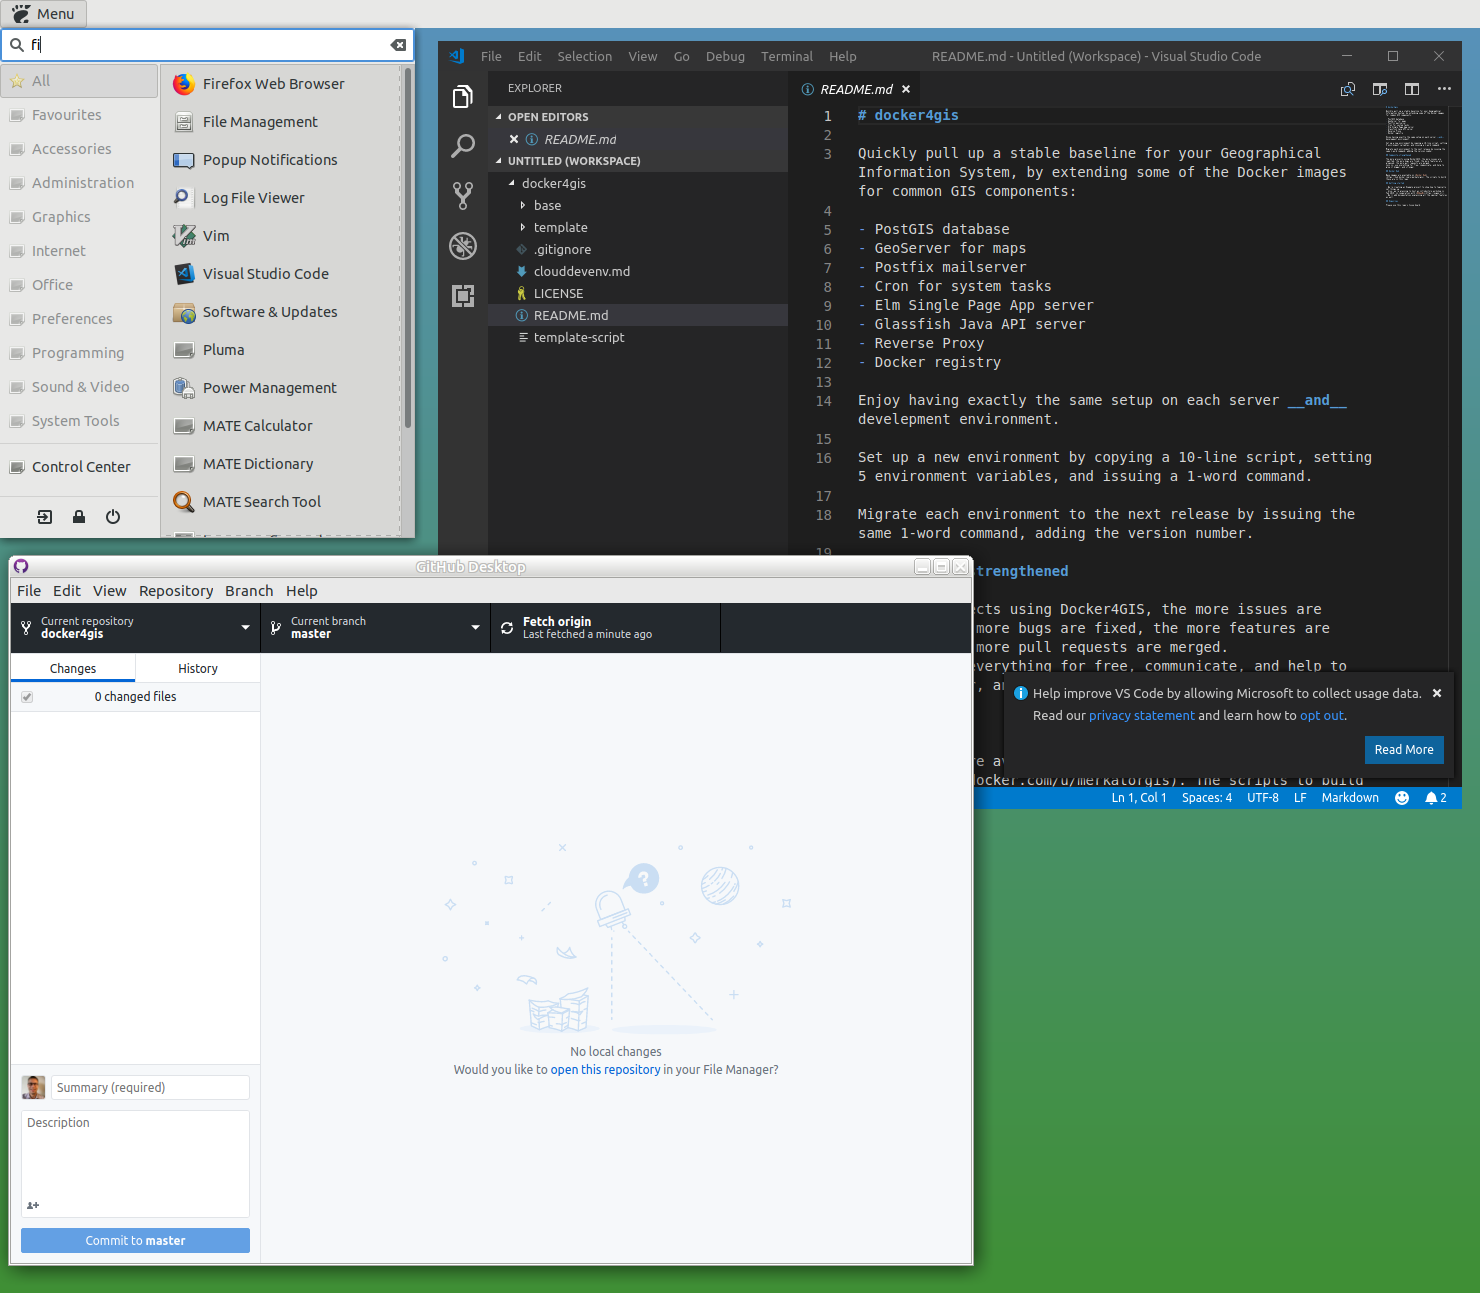 Menu
fi
All
Favourites
Accessories
Administration
Graphics
Internet
Office
Preferences
Programming
Sound & Video
System Tools
Control Center
Firefox Web Browser
File Management
Popup Notifications
Log File Viewer
Vim
Visual Studio Code
Software & Updates
Pluma
Power Management
MATE Calculator
MATE Dictionary
MATE Search Tool
File Edit Selection View Go Debug Terminal Help
README.md - Untitled (Workspace) - Visual Studio Code
EXPLORER
OPEN EDITORS
README.md
UNTITLED (WORKSPACE)
docker4gis
base
template
.gitignore
clouddevenv.md
LICENSE
README.md
template-script
README.md
1 # docker4gis
2
3 Quickly pull up a stable baseline for your Geographical
Information System, by extending some of the Docker images
for common GIS components:
4
5 - PostGIS database
6 - GeoServer for maps
7 - Postfix mailserver
8 - Cron for system tasks
9 - Elm Single Page App server
10 - Glassfish Java API server
11 - Reverse Proxy
12 - Docker registry
13
14 Enjoy having exactly the same setup on each server __and__
develepment environment.
15
16 Set up a new environment by copying a 10-line script, setting
5 environment variables, and issuing a 1-word command.
17
18 Migrate each environment to the next release by issuing the
same 1-word command, adding the version number.
19
trengthened
cts using Docker4GIS, the more issues are
more bugs are fixed, the more features are
more pull requests are merged.
everything for free, communicate, and help to
Help improve VS Code by allowing Microsoft to collect usage data.
Read our privacy statement and learn how to opt out.
Read More
ocker.com/u/merkatorgis). The scripts to build
Ln 1, Col 1 Spaces: 4 UTF-8 LF Markdown 2
GitHub Desktop
File Edit View Repository Branch Help
Current repository
docker4gis
Current branch
master
Fetch origin
Last fetched a minute ago
Changes History
0 changed files
No local changes
Would you like to open this repository in your File Manager?
Summary (required)
Description
Commit to master